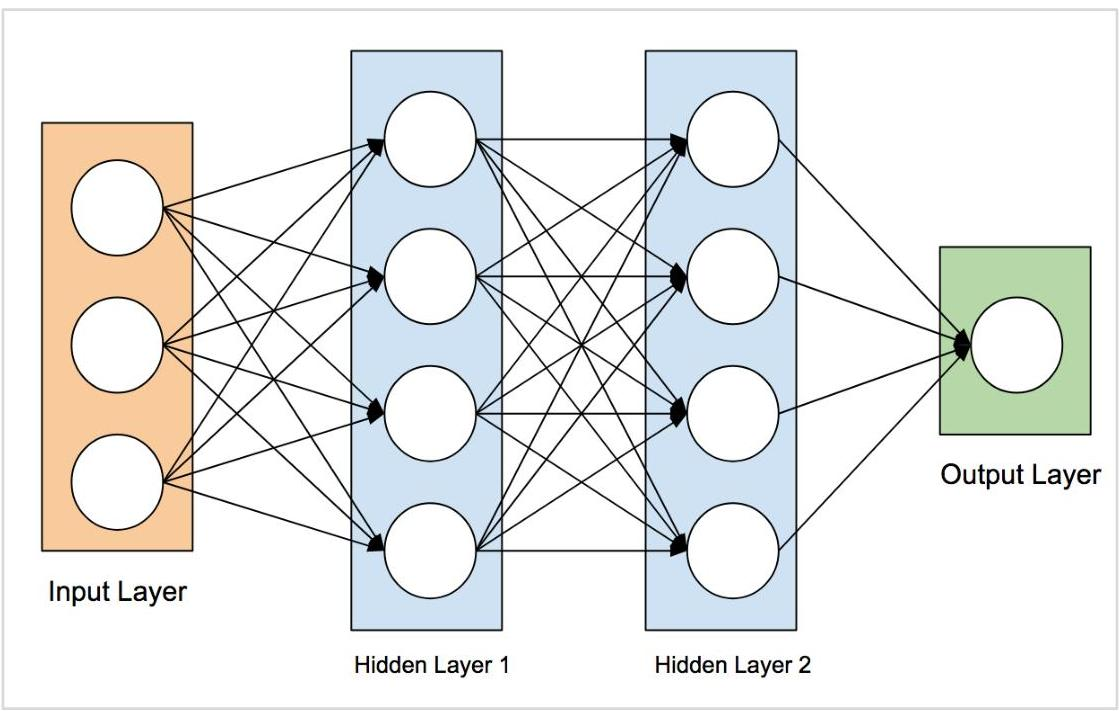 Input Layer
Hidden Layer 1
Hidden Layer 2
Output Layer